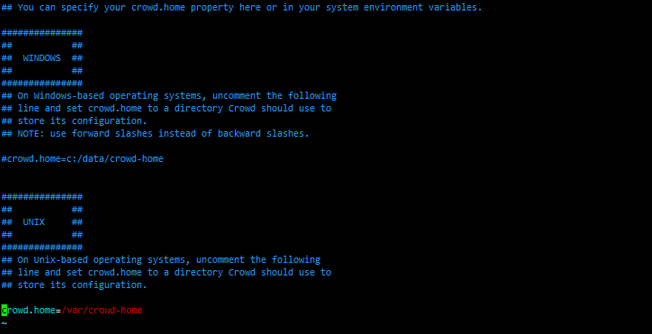 ## You can specify your crowd.home property here or in your system environment variables.
###############
##           ##
##  WINDOWS  ##
##           ##
###############
## On Windows-based operating systems, uncomment the following
## line and set crowd.home to a directory Crowd should use to
## store its configuration.
## NOTE: use forward slashes instead of backward slashes.
#crowd.home=c:/data/crowd-home
###############
##           ##
##  UNIX     ##
##           ##
###############
## On Unix-based operating systems, uncomment the following
## line and set crowd.home to a directory Crowd should use to
## store its configuration.
crowd.home=/var/crowd-home
~